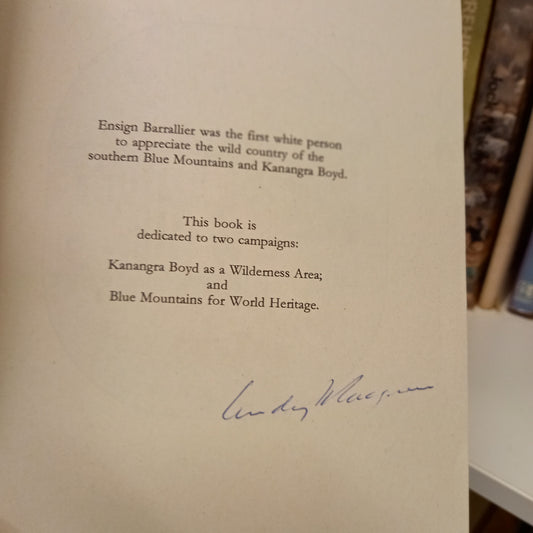 Ensign Barrallier was the first white person
to appreciate the wild country of the
southern Blue Mountains and Kanangra Boyd.
This book is
dedicated to two campaigns:
Kanangra Boyd as a Wilderness Area;
and
Blue Mountains for World Heritage.